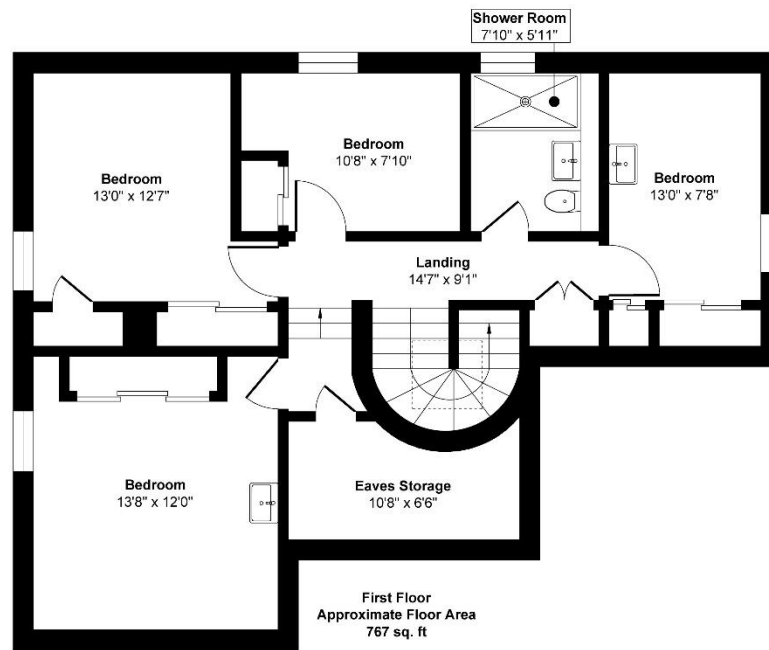 Shower Room
7'10" x 5'11"
Bedroom
10'8" x 7'10"
Bedroom
13'0" x 12'7"
Bedroom
13'0" x 7'8"
Landing
14'7" x 9'1"
Bedroom
13'8" x 12'0"
Eaves Storage
10'8" x 6'6"
First Floor
Approximate Floor Area
767 sq. ft